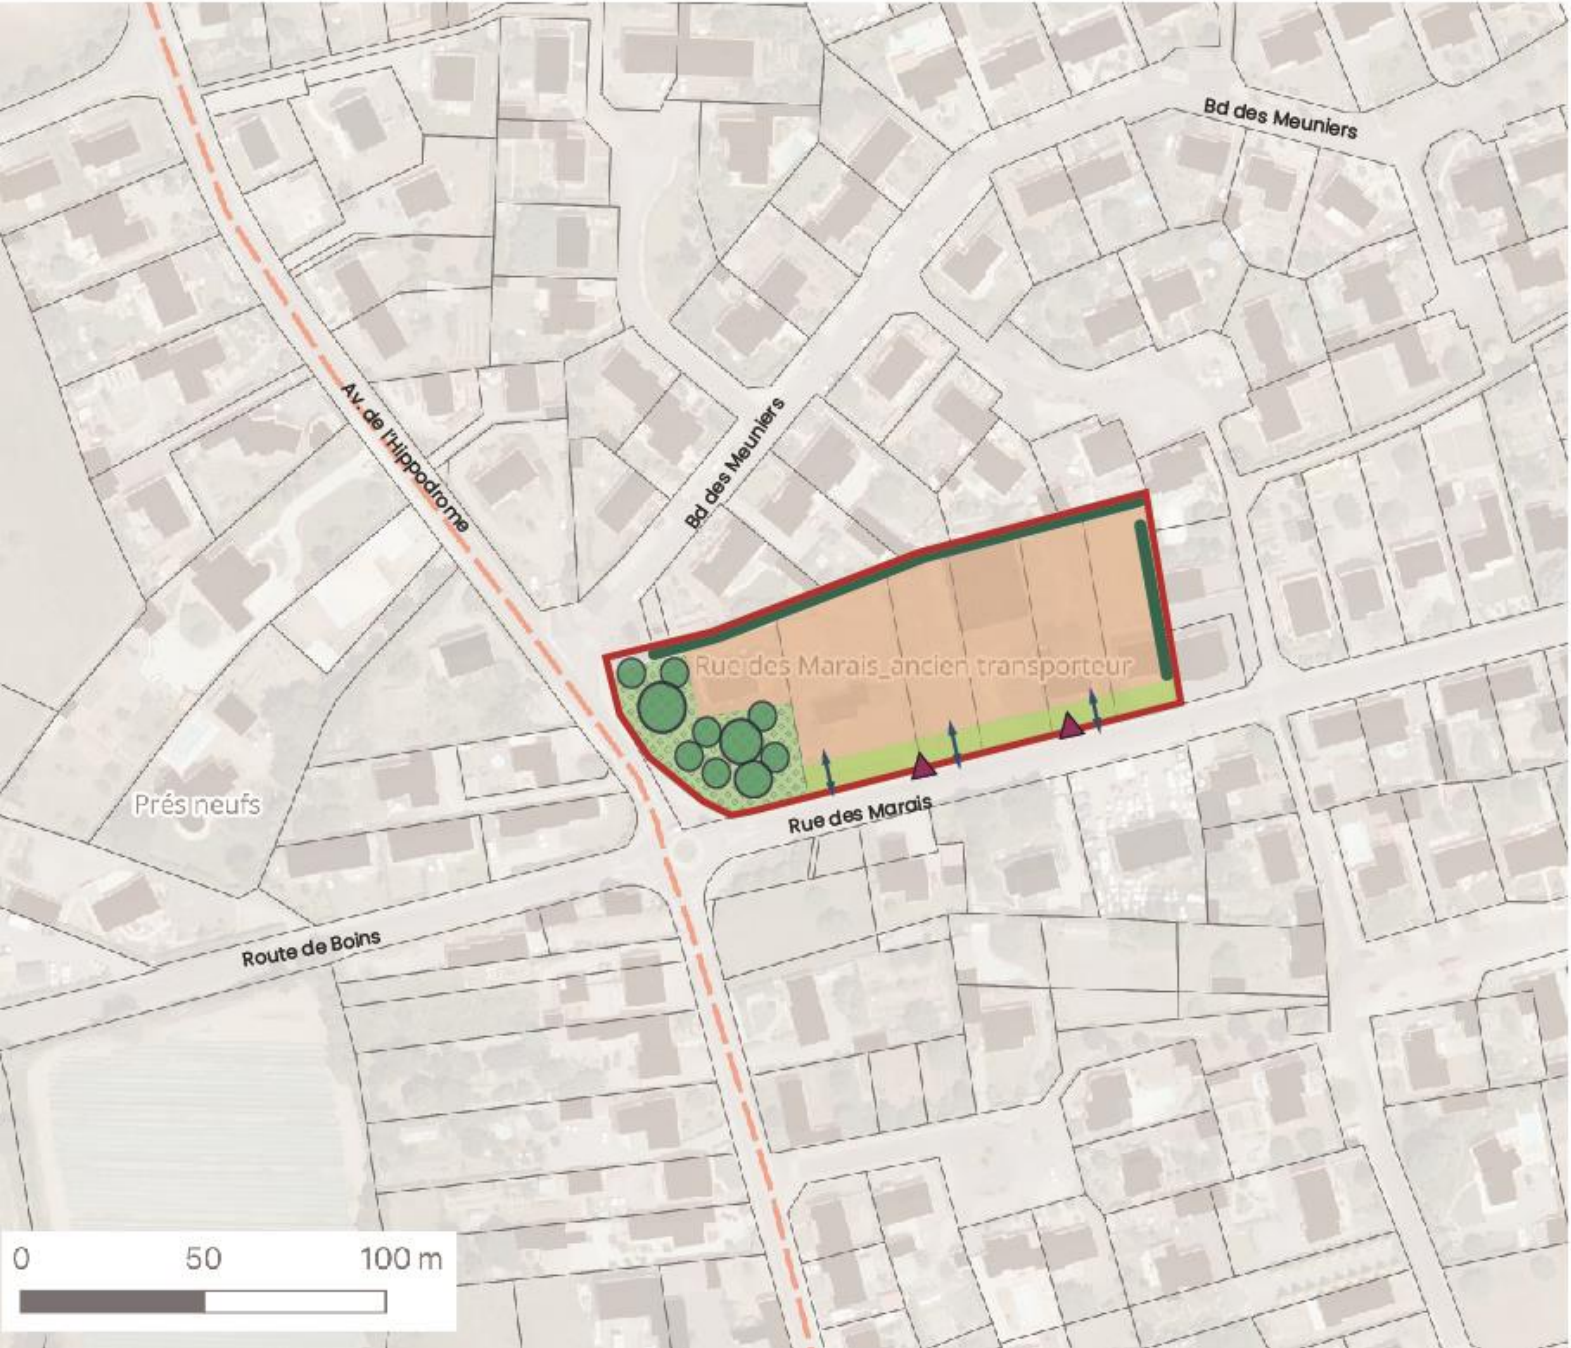 Bd des Meuniers
Av. de l'Hippodrome
Bd des Meuniers
Rue des Marais_ancien transporteur
Prés neufs
Rue des Marais
Route de Boins
0 50 100 m